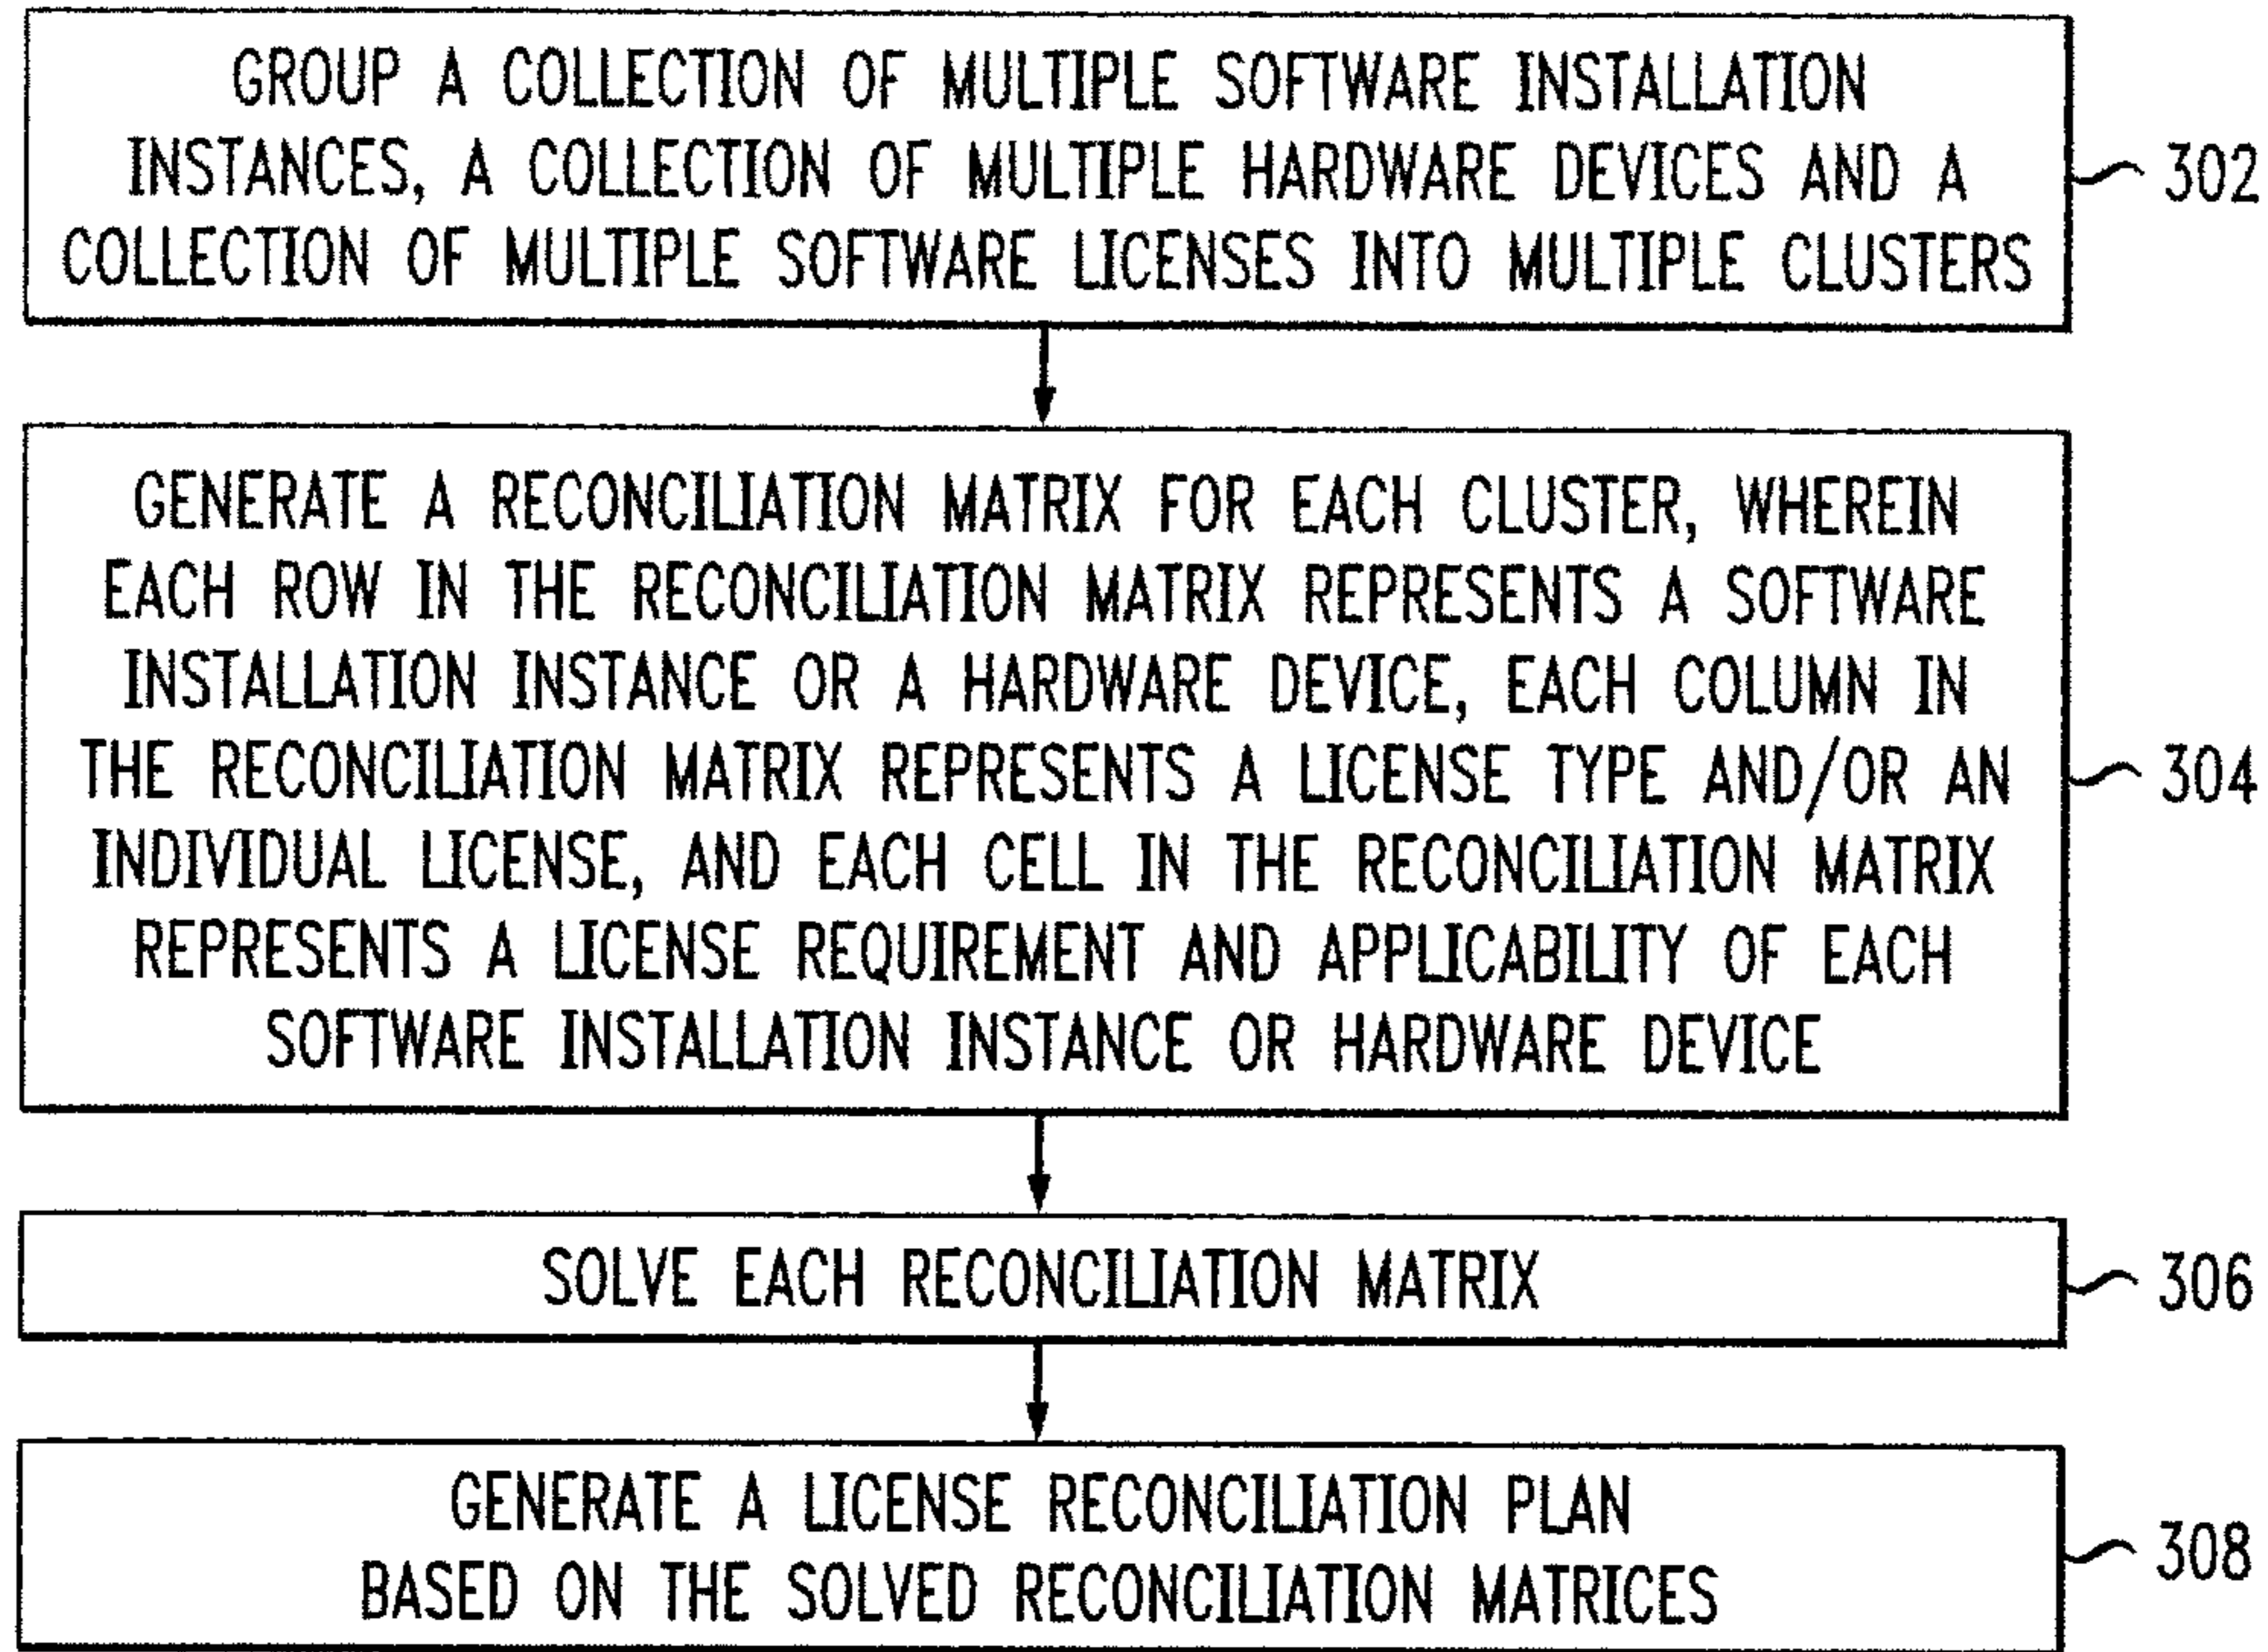 GROUP A COLLECTION OF MULTIPLE SOFTWARE INSTALLATION
INSTANCES, A COLLECTION OF MULTIPLE HARDWARE DEVICES AND A
COLLECTION OF MULTIPLE SOFTWARE LICENSES INTO MULTIPLE CLUSTERS
302
GENERATE A RECONCILIATION MATRIX FOR EACH CLUSTER, WHEREIN
EACH ROW IN THE RECONCILIATION MATRIX REPRESENTS A SOFTWARE
INSTALLATION INSTANCE OR A HARDWARE DEVICE, EACH COLUMN IN
THE RECONCILIATION MATRIX REPRESENTS A LICENSE TYPE AND/OR AN
INDIVIDUAL LICENSE, AND EACH CELL IN THE RECONCILIATION MATRIX
REPRESENTS A LICENSE REQUIREMENT AND APPLICABILITY OF EACH
SOFTWARE INSTALLATION INSTANCE OR HARDWARE DEVICE
304
SOLVE EACH RECONCILIATION MATRIX
306
GENERATE A LICENSE RECONCILIATION PLAN
BASED ON THE SOLVED RECONCILIATION MATRICES
308